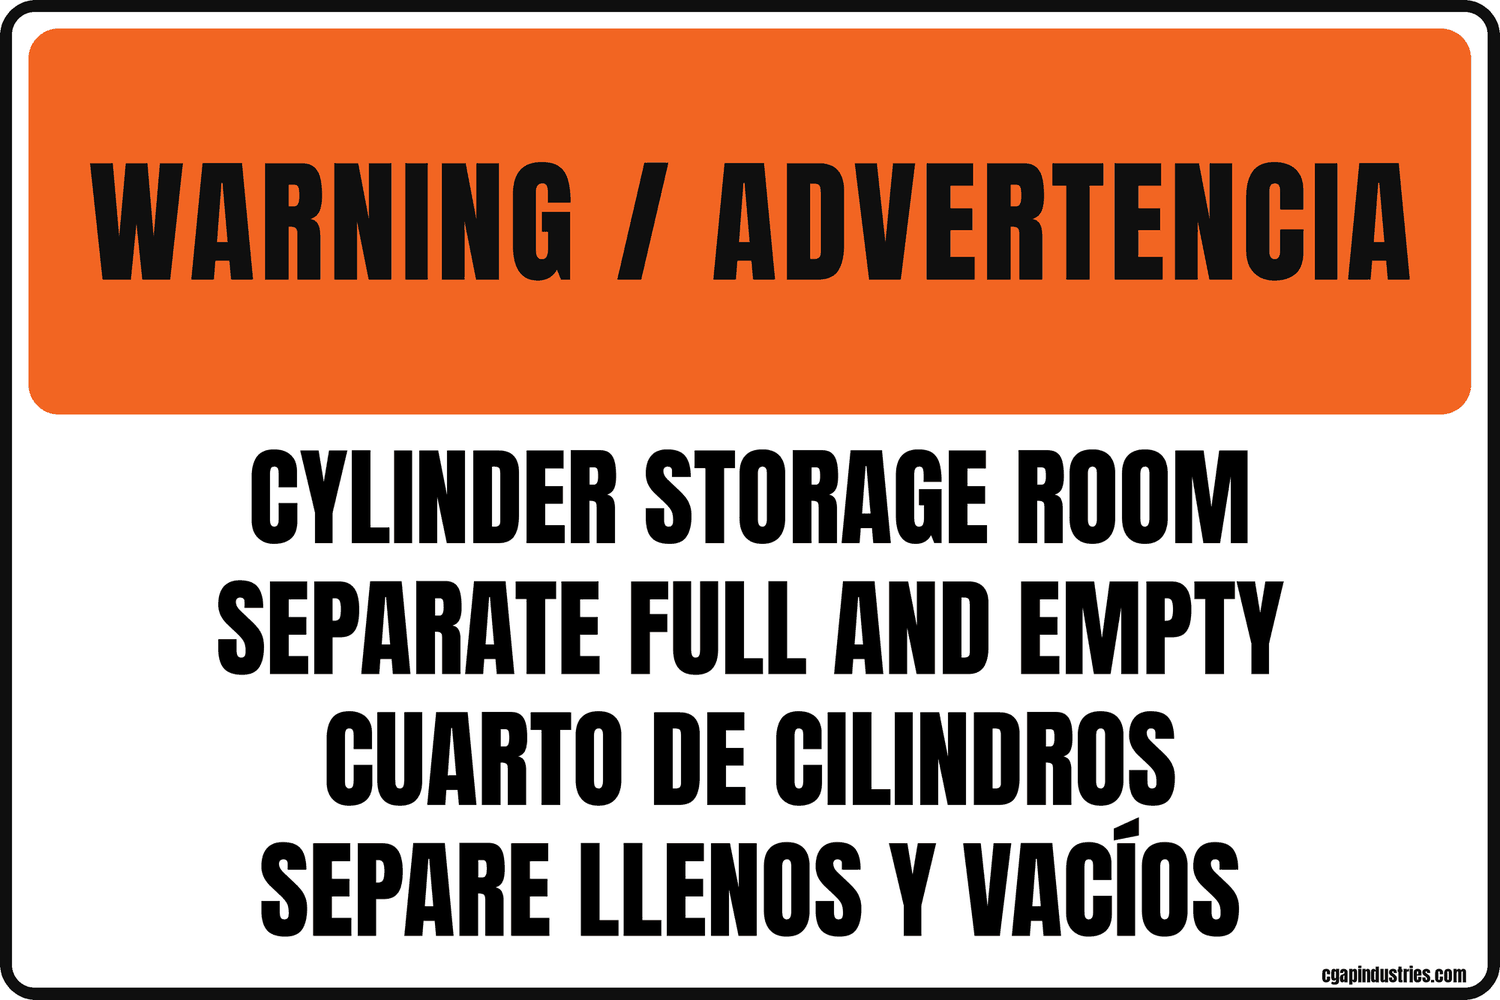 WARNING / ADVERTENCIA
CYLINDER STORAGE ROOM
SEPARATE FULL AND EMPTY
CUARTO DE CILINDROS
SEPARE LLENOS Y VACÍOS
cgapindustries.com